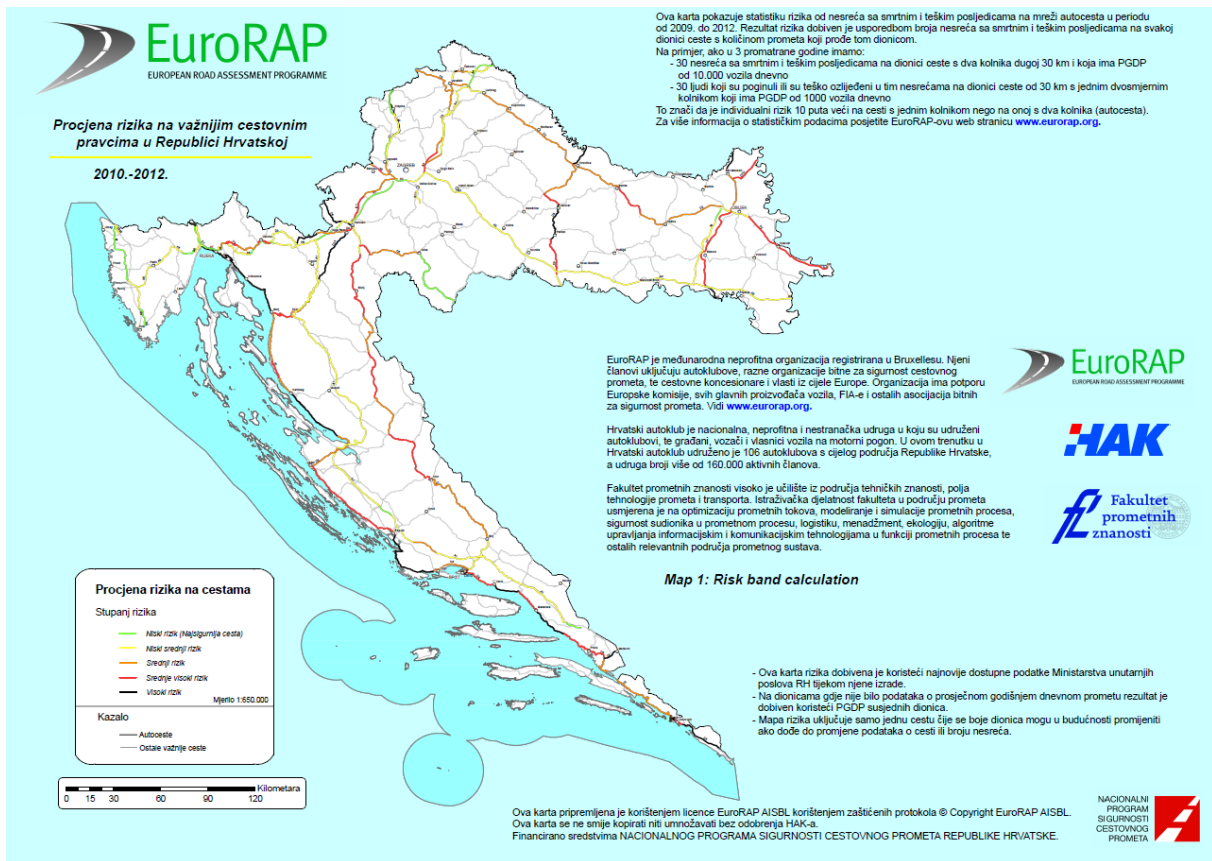 EuroRAP
EUROPEAN ROAD ASSESSMENT PROGRAMME
Procjena rizika na važnijim cestovnim
pravcima u Republici Hrvatskoj
2010.-2012.
Ova karta pokazuje statistiku rizika od nesreća sa smrtnim i teškim posljedicama na mreži autocesta u periodu
od 2009. do 2012. Rezultat rizika dobiven je usporedbom broja nesreća sa smrtnim i teškim posljedicama na svakoj
dionici ceste s količinom prometa koji prođe tom dionicom.
Na primjer, ako u 3 promatrane godine imamo:
- 30 nesreća sa smrtnim i teškim posljedicama na dionici ceste s dva kolnika dugoj 30 km i koja ima PGDP
od 10.000 vozila dnevno
- 30 ljudi koji su poginuli ili su teško ozlijeđeni u tim nesrećama na dionici ceste od 30 km s jednim dvosmjernim
kolnikom koji ima PGDP od 1000 vozila dnevno
To znači da je individualni rizik 10 puta veći na cesti s jednim kolnikom nego na onoj s dva kolnika (autocesta).
Za više informacija o statističkim podacima posjetite EuroRAP-ovu web stranicu www.eurorap.org.
ZAGREB
RIJEKA
OSIJEK
SPLIT
EuroRAP je međunarodna neprofitna organizacija registrirana u Bruxellesu. Njeni
članovi uključuju autoklubove, razne organizacije bitne za sigurnost cestovnog
prometa, te cestovne koncesionare i vlasti iz cijele Europe. Organizacija ima potporu
Europske komisije, svih glavnih proizvođača vozila, FIA-e i ostalih asocijacija bitnih
za sigurnost prometa. Vidi www.eurorap.org.
Hrvatski autoklub je nacionalna, neprofitna i nestranačka udruga u koju su udruženi
autoklubovi, te građani, vozači i vlasnici vozila na motorni pogon. U ovom trenutku u
Hrvatski autoklub udruženo je 106 autoklubova s cijelog područja Republike Hrvatske,
a udruga broji više od 160.000 aktivnih članova.
Fakultet prometnih znanosti visoko je učilište iz područja tehničkih znanosti, polja
tehnologije prometa i transporta. Istraživačka djelatnost fakulteta u području prometa
usmjerena je na optimizaciju prometnih tokova, modeliranje i simulacije prometnih procesa,
sigurnost sudionika u prometnom procesu, logistiku, menadžment, ekologiju, algoritme
upravljanja informacijskim i komunikacijskim tehnologijama u funkciji prometnih procesa te
ostalih relevantnih područja prometnog sustava.
EuroRAP
EUROPEAN ROAD ASSESSMENT PROGRAMME
HAK
Fakultet
prometnih
znanosti
Map 1: Risk band calculation
Procjena rizika na cestama
Stupanj rizika
Niski rizik (Najsigurnija cesta)
Niski srednji rizik
Srednji rizik
Srednje visoki rizik
Visoki rizik
Mjerilo 1:650.000
Kazalo
Autoceste
Ostale važnije ceste
Kilometara
0 15 30 60 90 120
- Ova karta rizika dobivena je koristeći najnovije dostupne podatke Ministarstva unutarnjih
poslova RH tijekom njene izrade.
- Na dionicama gdje nije bilo podataka o prosječnom godišnjem dnevnom prometu rezultat je
dobiven koristeći PGDP susjednih dionica.
- Mapa rizika uključuje samo jednu cestu čije se boje dionica mogu u budućnosti promijeniti
ako dođe do promjene podataka o cesti ili broju nesreća.
Ova karta pripremljena je korištenjem licence EuroRAP AISBL korištenjem zaštićenih protokola © Copyright EuroRAP AISBL.
Ova karta se ne smije kopirati niti umnožavati bez odobrenja HAK-a.
Financirano sredstvima NACIONALNOG PROGRAMA SIGURNOSTI CESTOVNOG PROMETA REPUBLIKE HRVATSKE.
NACIONALNI
PROGRAM
SIGURNOSTI
CESTOVNOG
PROMETA